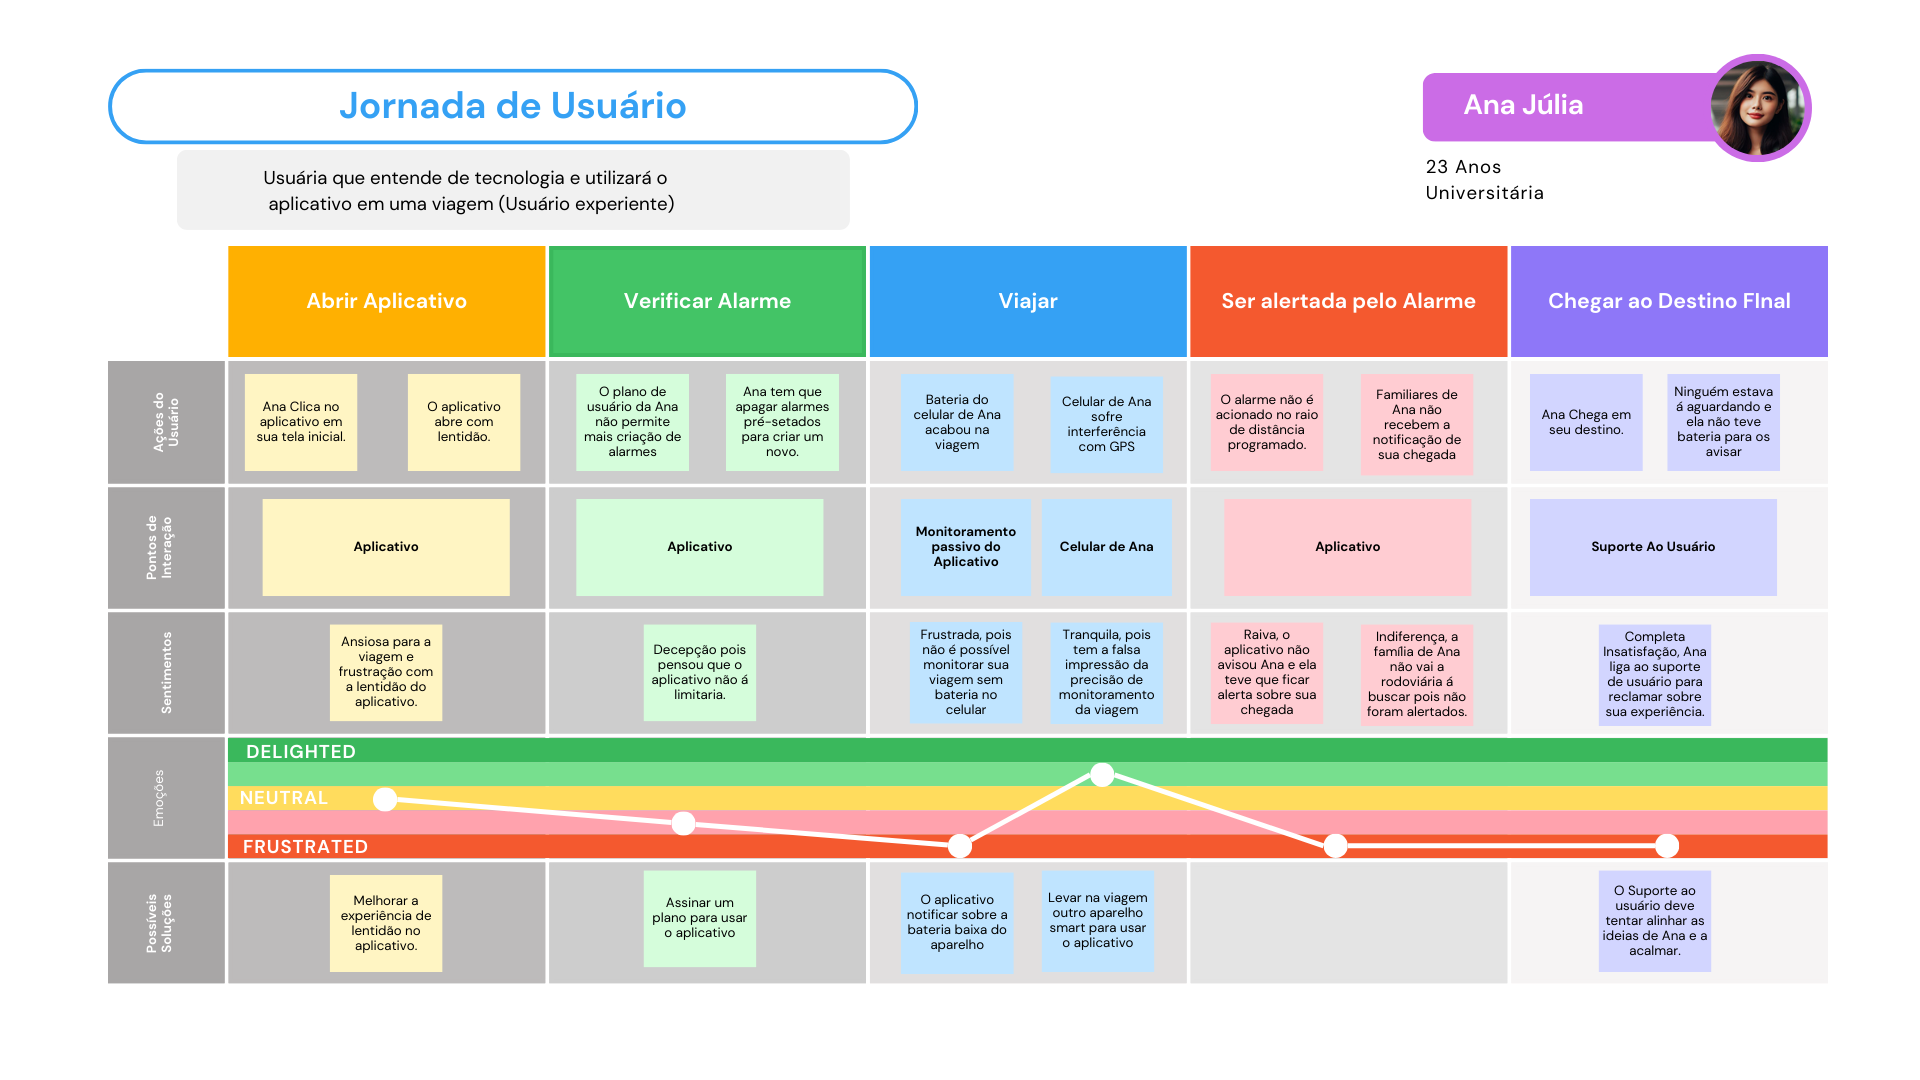 Jornada de Usuário
Usuária que entende de tecnologia e utilizará o
aplicativo em uma viagem (Usuário experiente)
Ana Júlia
23 Anos
Universitária
Abrir Aplicativo
Verificar Alarme
Viajar
Ser alertada pelo Alarme
Chegar ao Destino FInal
Ações do
Usuário
Ana Clica no
aplicativo em
sua tela inicial.
O aplicativo
abre com
lentidão.
O plano de
usuário da Ana
não permite
mais criação de
alarmes
Ana tem que
apagar alarmes
pré-setados
para criar um
novo.
Bateria do
celular de Ana
acabou na
viagem
Celular de Ana
sofre
interferência
com GPS
O alarme não é
acionado no raio
de distância
programado.
Familiares de
Ana não
recebem a
notificação de
sua chegada
Ana Chega em
seu destino.
Ninguém estava
á aguardando e
ela não teve
bateria para os
avisar
Pontos de
Interação
Aplicativo
Aplicativo
Monitoramento
passivo do
Aplicativo
Celular de Ana
Aplicativo
Suporte Ao Usuário
Sentimentos
Ansiosa para a
viagem e
frustração com
a lentidão do
aplicativo.
Decepção pois
pensou que o
aplicativo não á
limitaria.
Frustrada, pois
não é possível
monitorar sua
viagem sem
bateria no
celular
Tranquila, pois
tem a falsa
impressão da
precisão de
monitoramento
da viagem
Raiva, o
aplicativo não
avisou Ana e ela
teve que ficar
alerta sobre sua
chegada
Indiferença, a
família de Ana
não vai a
rodoviária á
buscar pois não
foram alertados.
Completa
Insatisfação, Ana
liga ao suporte
de usuário para
reclamar sobre
sua experiência.
Emoções
DELIGHTED
NEUTRAL
FRUSTRATED
Possíveis
Soluções
Melhorar a
experiência de
lentidão no
aplicativo.
Assinar um
plano para usar
o aplicativo
O aplicativo
notificar sobre a
bateria baixa do
aparelho
Levar na viagem
outro aparelho
smart para usar
o aplicativo
O Suporte ao
usuário deve
tentar alinhar as
ideias de Ana e a
acalmar.